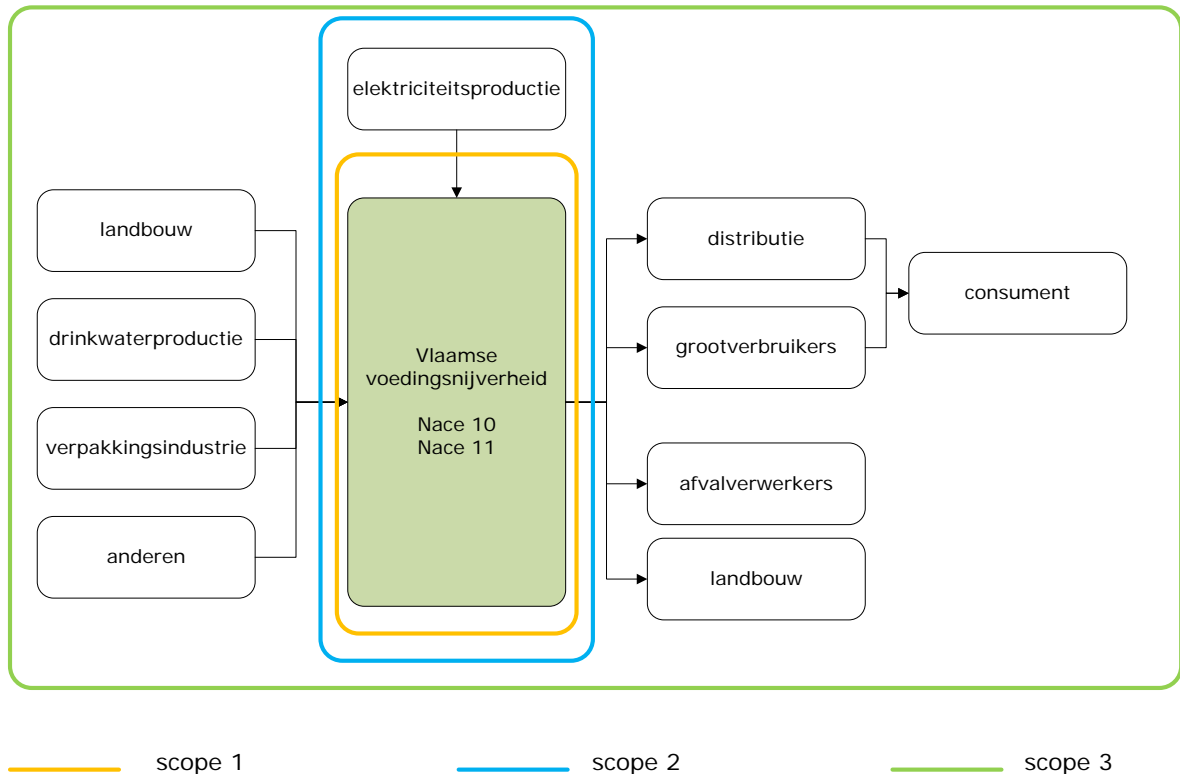 elektriciteitsproductie
landbouw
drinkwaterproductie
verpakkingsindustrie
anderen
Vlaamse
voedingsnijverheid
Nace 10
Nace 11
distributie
grootverbruikers
afvalverwerkers
landbouw
consument
scope 1
scope 2
scope 3